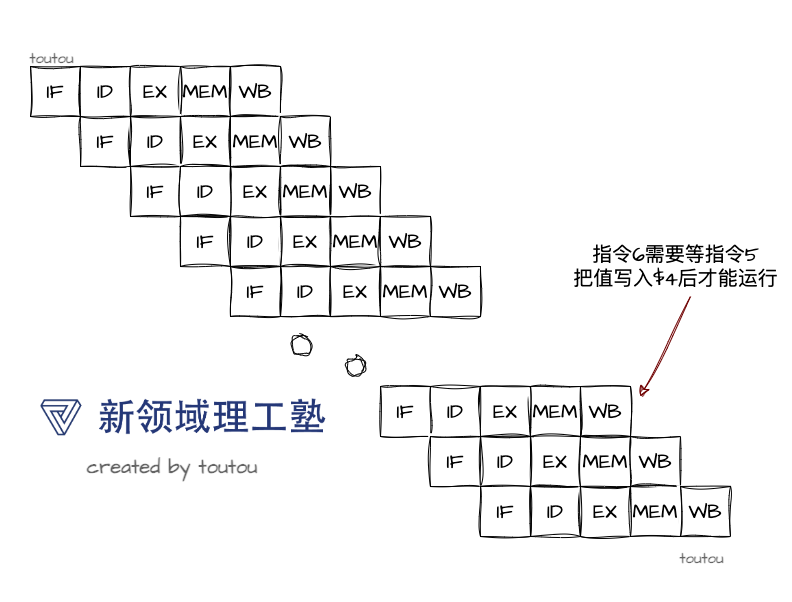 toutou
IF ID EX MEM WB
IF ID EX MEM WB
IF ID EX MEM WB
IF ID EX MEM WB
IF ID EX MEM WB
指令6需要等指令5
把值写入$4后才能运行
IF ID EX MEM WB
新领域理工塾
IF ID EX MEM WB
created by toutou
IF ID EX MEM WB
toutou